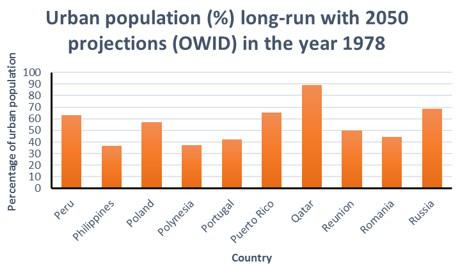 Urban population (%) long-run with 2050
projections (OWID) in the year 1978
Percentage of urban population
100
90
80
70
60
50
40
30
20
10
0
Peru
Philippines
Poland
Polynesia
Portugal
Puerto Rico
Qatar
Reunion
Romania
Russia
Country